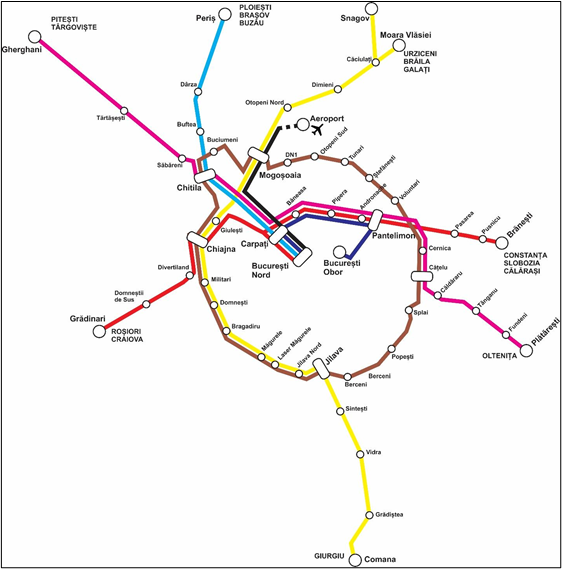 PITEȘTI
TÂRGOVIȘTE
Gherghani
Periș
PLOIEȘTI
BRAȘOV
BUZĂU
Snagov
Moara Vlăsiei
URZICENI
BRĂILA
GALAȚI
Căciulați
Dimieni
Otopeni Nord
Dârza
Buftea
Tărtășești
Aeroport
Buciumeni
Săbăreni
Chitila
Mogoșoaia
DN1
Otopeni Sud
Tunari
Ștefănești
Voluntari
Băneasa
Pipera
Andronache
Pantelimon
Pasarea
Pusnicu
Brănești
CONSTANȚA
SLOBOZIA
CĂLĂRAȘI
Giulești
Chiajna
Carpați
București
Nord
București
Obor
Cernica
Cățelu
Căldăraru
Tânganu
Fundeni
Plătărești
OLTENIȚA
Divertiland
Domneștii
de Sus
Grădinari
ROȘIORI
CRAIOVA
Militari
Domnești
Bragadiru
Măgurele
Laser Măgurele
Jilava Nord
Jilava
Splai
Popești
Berceni
Berceni
Sintești
Vidra
Grădiștea
GIURGIU
Comana